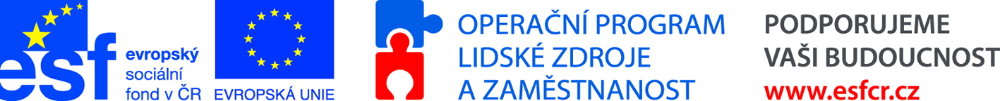 esf
evropský
sociální
fond v ČR
EVROPSKÁ UNIE
OPERAČNÍ PROGRAM
LIDSKÉ ZDROJE
A ZAMĚSTNANOST
PODPORUJEME
VAŠI BUDOUCNOST
www.esfcr.cz